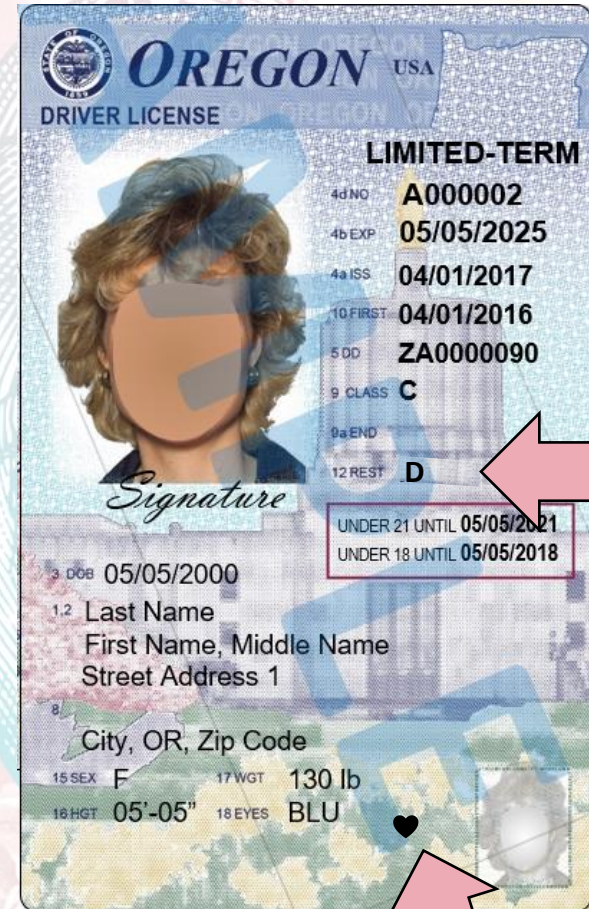 OREGON USA
DRIVER LICENSE
LIMITED-TERM
4d NO A000002
4b EXP 05/05/2025
4a ISS 04/01/2017
10 FIRST 04/01/2016
5 DD ZA0000090
9 CLASS C
9a END
12 REST D
Signature
UNDER 21 UNTIL 05/05/2021
UNDER 18 UNTIL 05/05/2018
3 DOB 05/05/2000
1,2 Last Name
First Name, Middle Name
Street Address 1
8
City, OR, Zip Code
15 SEX F 17 WGT 130 lb
16 HGT 05'-05" 18 EYES BLU